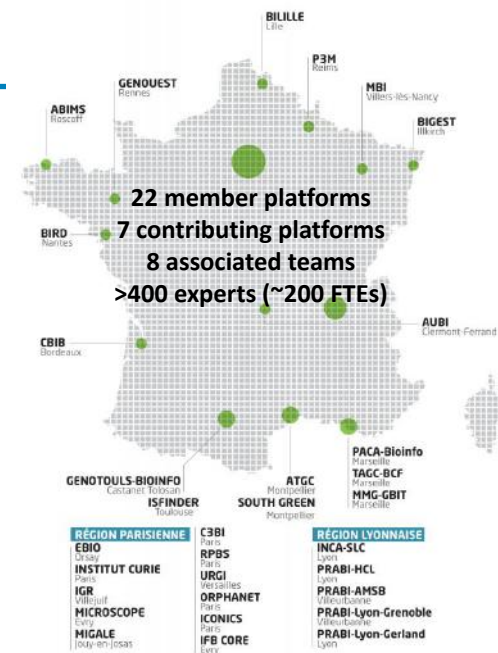 BILILLE
Lille
P3M
Reims
GENOUEST
Rennes
MBI
Villers-lès-Nancy
ABIMS
Roscoff
BIGEST
Illkirch
22 member platforms
7 contributing platforms
8 associated teams
>400 experts (~200 FTEs)
BIRD
Nantes
AUBI
Clermont-Ferrand
CBIB
Bordeaux
PACA-Bioinfo
Marseille
TAGC-BCF
Marseille
MMG-GBIT
Marseille
GENOTOULS-BIOINFO
Castanet Tolosan
ISFINDER
Toulouse
ATGC
Montpellier
SOUTH GREEN
Montpellier
RÉGION PARISIENNE
EBIO
Orsay
INSTITUT CURIE
Paris
IGR
Villejuif
MICROSCOPE
Evry
MIGALE
Jouy-en-Josas
C3BI
Paris
RPBS
Paris
URGI
Versailles
ORPHANET
Paris
ICONICS
Paris
IFB CORE
Evry
RÉGION LYONNAISE
INCA-SLC
Lyon
PRABI-HCL
Lyon
PRABI-AMSB
Villeurbanne
PRABI-Lyon-Grenoble
Villeurbanne
PRABI-Lyon-Gerland
Lyon